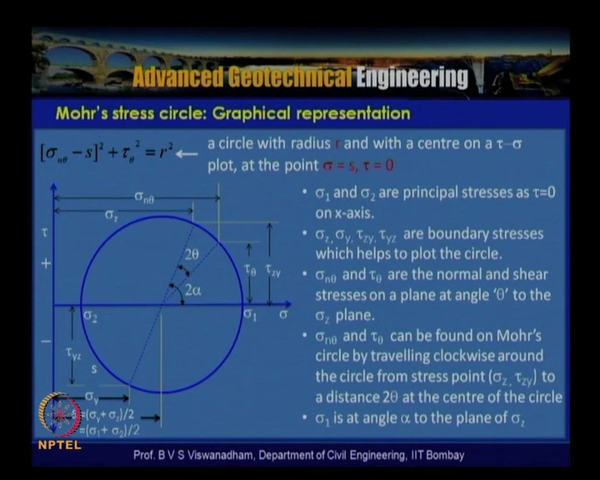 Advanced Geotechnical Engineering
Mohr's stress circle: Graphical representation
[σnθ − s]² + τθ² = r² ← a circle with radius r and with a centre on a τ–σ
plot, at the point σ = s, τ = 0
σnθ
σz
τ
+
2θ
2α
τθ
τzy
σ2
σ1
σ
−
τyz
s
σy
=(σy+ σz)/2
=(σ1+ σ2)/2
• σ1 and σ2 are principal stresses as τ=0
on x-axis.
• σz, σy, τzy, τyz are boundary stresses
which helps to plot the circle.
• σnθ and τθ are the normal and shear
stresses on a plane at angle 'θ' to the
σz plane.
• σnθ and τθ can be found on Mohr's
circle by travelling clockwise around
the circle from stress point (σz, τzy) to
a distance 2θ at the centre of the circle
• σ1 is at angle α to the plane of σz
NPTEL
Prof. B V S Viswanadham, Department of Civil Engineering, IIT Bombay